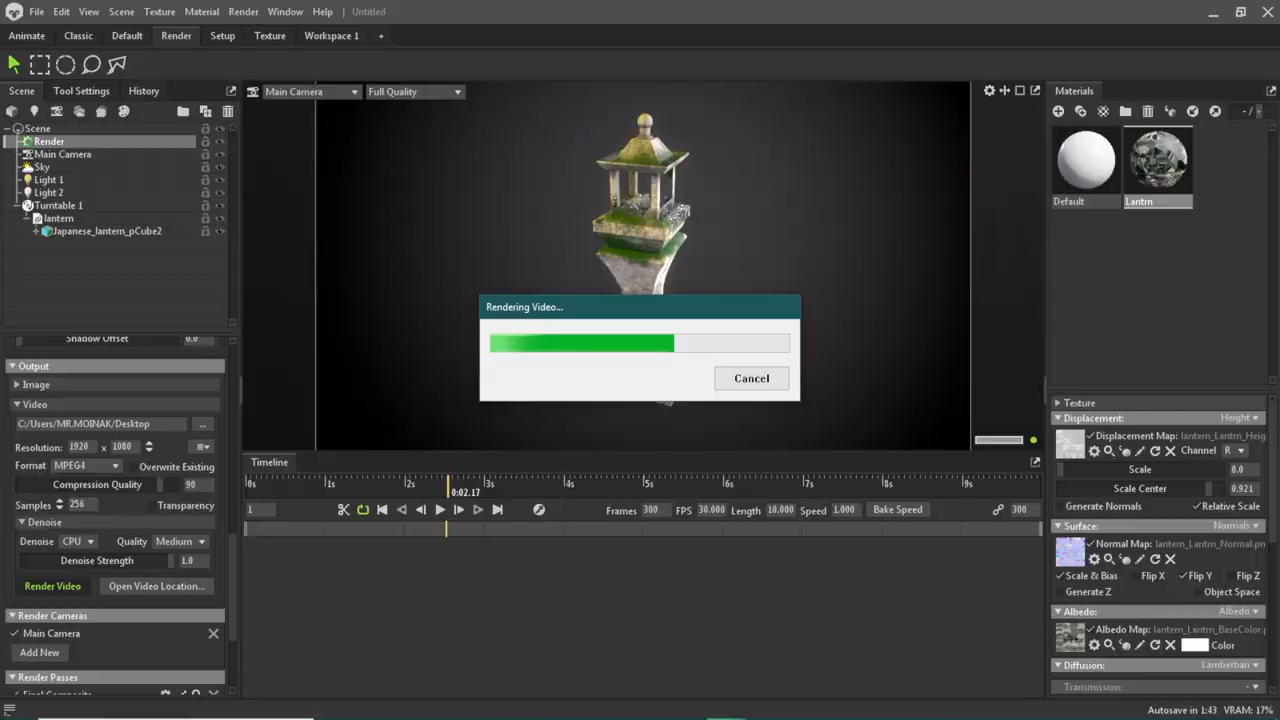 File Edit View Scene Texture Material Render Window Help | Untitled
Animate Classic Default Render Setup Texture Workspace 1 +
Scene Tool Settings History
Main Camera Full Quality
Materials
- /
Scene
Render
Main Camera
Sky
Light 1
Light 2
Turntable 1
lantern
Japanese_lantern_pCube2
Default Lantrn
Rendering Video...
Cancel
Shadow Offset 0.0
Output
Image
Video
C:/Users/MR.MOINAK/Desktop ...
Resolution: 1920 x 1080
Format MPEG4 Overwrite Existing
Compression Quality 90
Samples 256 Transparency
Denoise
Denoise CPU Quality Medium
Denoise Strength 1.0
Render Video Open Video Location...
Render Cameras
Main Camera
Add New
Render Passes
Final Composite
Timeline
0s 1s 2s 3s 4s 5s 6s 7s 8s 9s
0:02.17
1 Frames 300 FPS 30.000 Length 10.000 Speed 1.000 Bake Speed 300
Texture
Displacement: Height
Displacement Map: lantern_Lantrn_Heig
Channel R
Scale 0.0
Scale Center 0.921
Generate Normals Relative Scale
Surface: Normals
Normal Map: lantern_Lantrn_Normal.pn
Scale & Bias Flip X Flip Y Flip Z
Generate Z Object Space
Albedo: Albedo
Albedo Map: lantern_Lantrn_BaseColor.p
Color
Diffusion: Lambertian
Transmission: -
Autosave in 1:43 VRAM: 17%